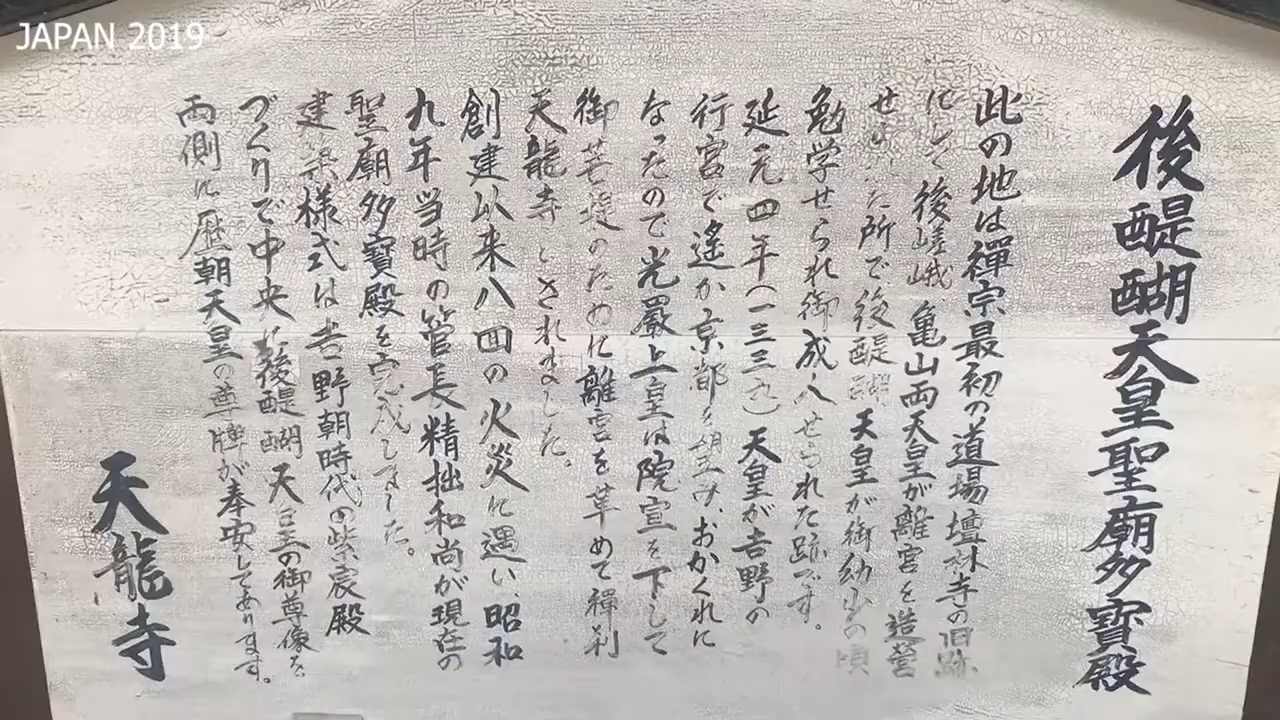 JAPAN 2019
後醍醐天皇聖廟多寶殿
此の地は禪宗最初の道場壇林寺の旧跡
にして後嵯峨、亀山両天皇が離宮を造営
せられた所で後醍醐天皇が御幼少の頃
勉学せられ御成人せられた跡です。
延元四年(一三三九)天皇が吉野の
行宮で遙か京都を望み、おかくれに
なったので光嚴上皇は院宣を下して
御菩提のために離宮を革めて禪刹
天龍寺とされました。
創建以来八回の火災に遇い、昭和
九年当時の管長精拙和尚が現在の
聖廟多寶殿を完成しました。
建築様式は吉野朝時代の紫宸殿
づくりで中央に後醍醐天皇の御尊像を
両側に歴朝天皇の尊牌が奉安してあります。
天龍寺